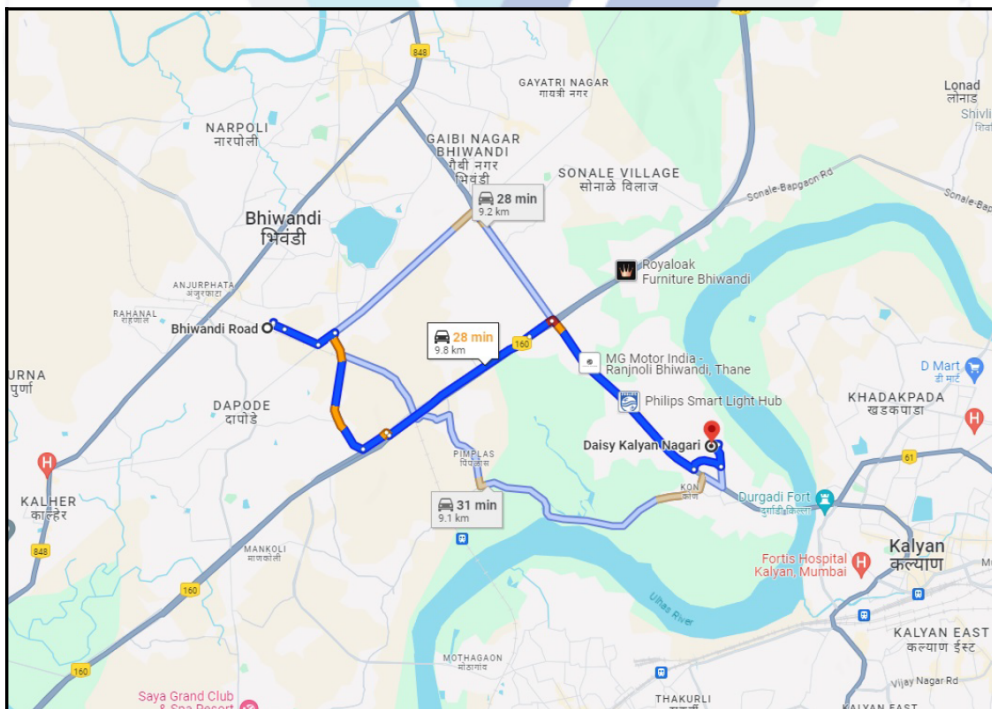 848
160
GAYATRI NAGAR
गायत्री नगर
Lonad
लोनाड
NARPOLI
नारपोली
GAIBI NAGAR
BHIWANDI
गैबी नगर
भिवंडी
SONALE VILLAGE
सोनाळे विलाज
Sonale-Bapgaon Rd
28 min
9.2 km
Bhiwandi
भिवंडी
Royaloak
Furniture Bhiwandi
ANJURPHATA
अंजुरफाटा
RAHANAL
राहनाल
Bhiwandi Road
28 min
9.8 km
160
MG Motor India -
Ranjnoli Bhiwandi, Thane
D Mart
डी मार्ट
URNA
पुर्णा
DAPODE
दापोडे
Philips Smart Light Hub
KHADAKPADA
खडकपाडा
Daisy Kalyan Nagari
PIMPLAS
पिंपळास
61
KALHER
काल्हेर
31 min
9.1 km
KON
कोण
Durgadi Fort
दुर्गाडी किल्ला
848
MANKOLI
माणकोली
Fortis Hospital
Kalyan, Mumbai
Kalyan
कल्याण
160
Ulhas River
KALYAN EAST
कल्याण ईस्ट
160
MOTHAGAON
मोठागांव
Vijay Nagar Rd
Saya Grand Club
& Spa Resort
THAKURLI
KALYAN EAST